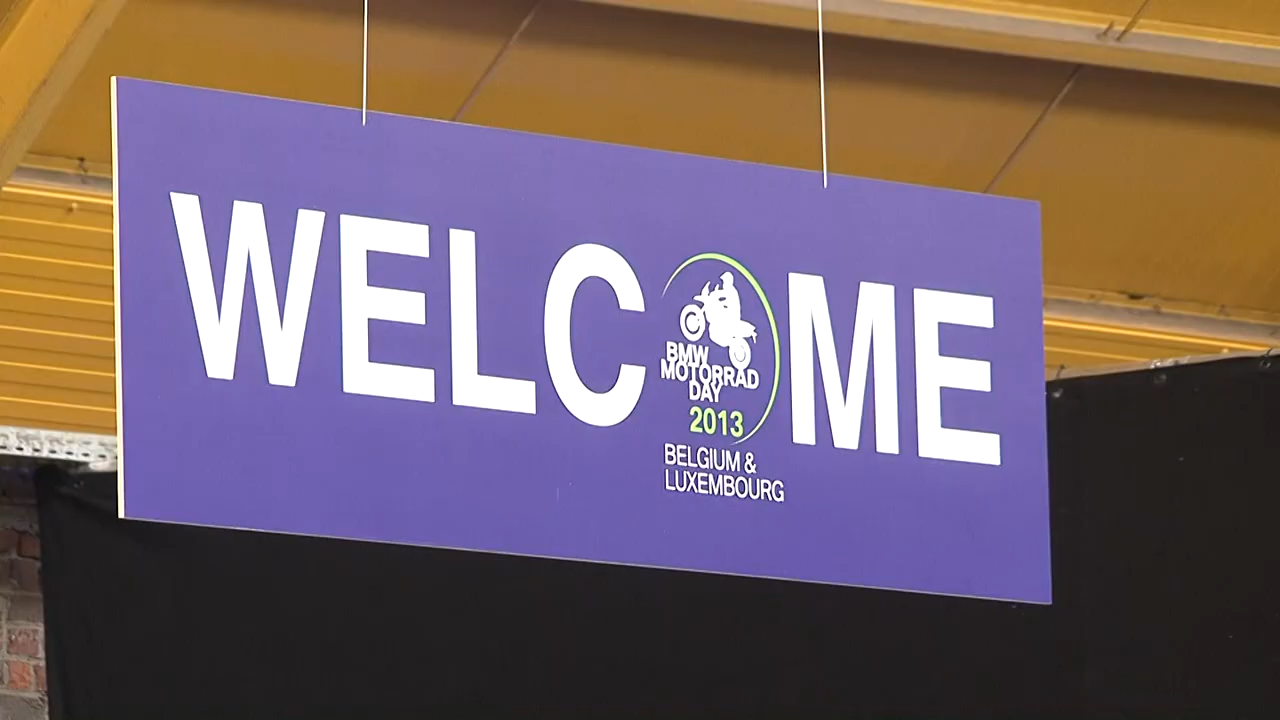 WELC ME
BMW
MOTORRAD
DAY
2013
BELGIUM &
LUXEMBOURG